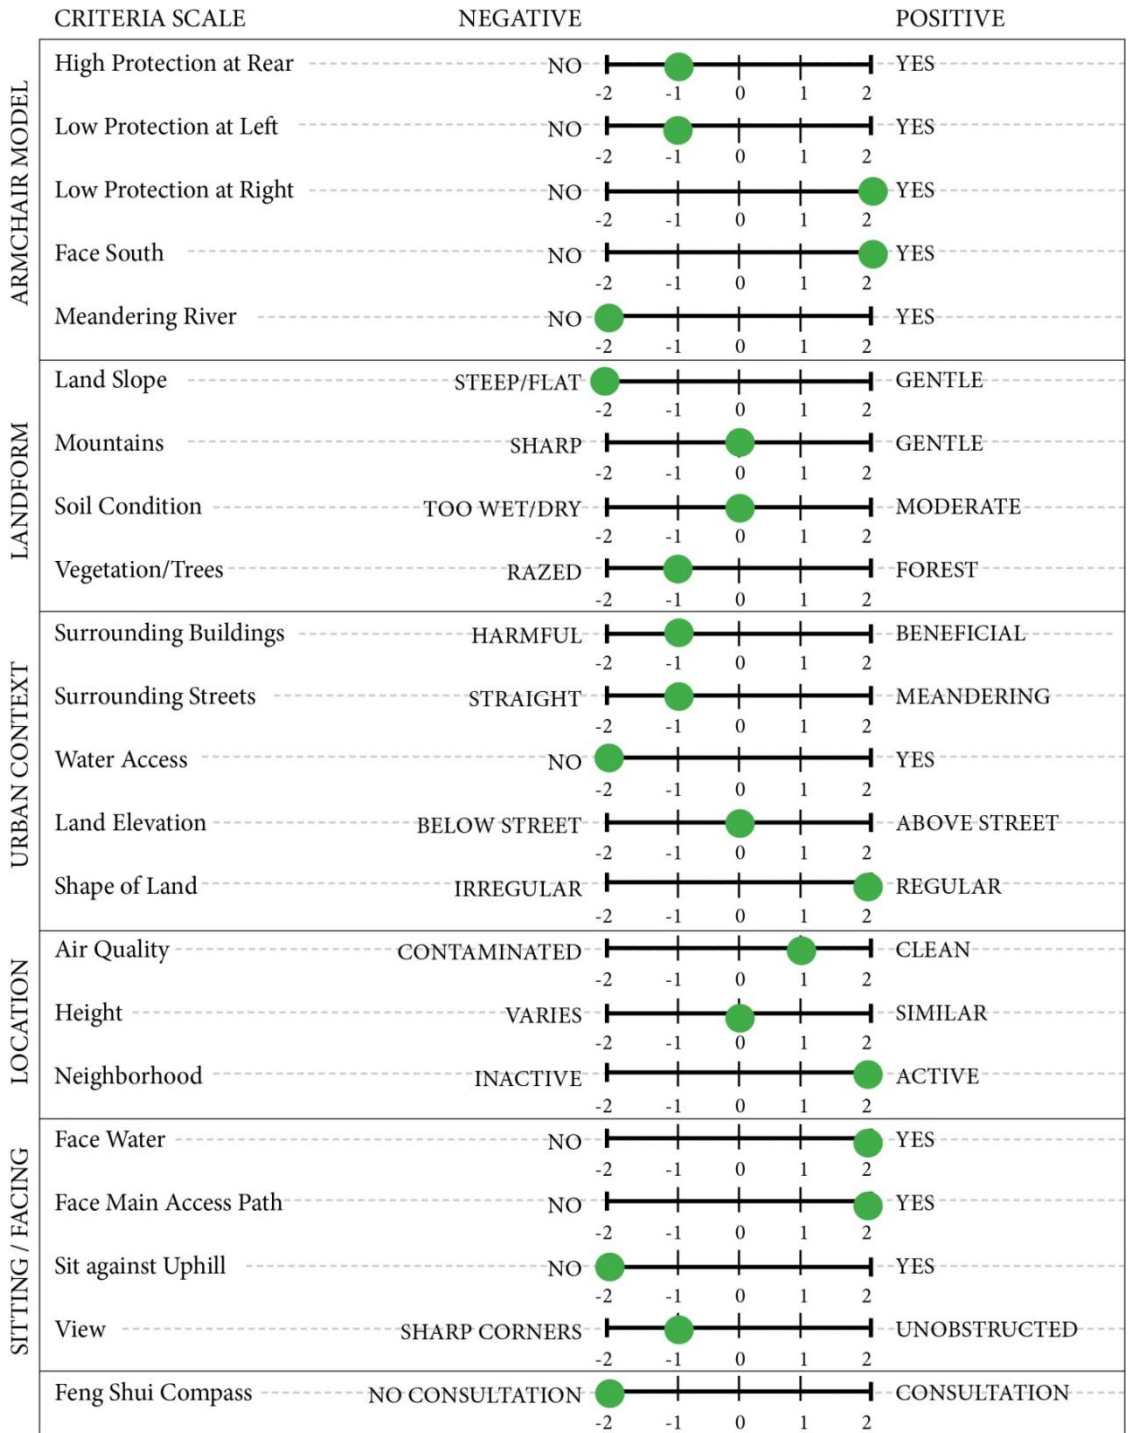 CRITERIA SCALE NEGATIVE POSITIVE
ARMCHAIR MODEL
High Protection at Rear NO YES
-2 -1 0 1 2
Low Protection at Left NO YES
-2 -1 0 1 2
Low Protection at Right NO YES
-2 -1 0 1 2
Face South NO YES
-2 -1 0 1 2
Meandering River NO YES
-2 -1 0 1 2
LANDFORM
Land Slope STEEP/FLAT GENTLE
-2 -1 0 1 2
Mountains SHARP GENTLE
-2 -1 0 1 2
Soil Condition TOO WET/DRY MODERATE
-2 -1 0 1 2
Vegetation/Trees RAZED FOREST
-2 -1 0 1 2
URBAN CONTEXT
Surrounding Buildings HARMFUL BENEFICIAL
-2 -1 0 1 2
Surrounding Streets STRAIGHT MEANDERING
-2 -1 0 1 2
Water Access NO YES
-2 -1 0 1 2
Land Elevation BELOW STREET ABOVE STREET
-2 -1 0 1 2
Shape of Land IRREGULAR REGULAR
-2 -1 0 1 2
LOCATION
Air Quality CONTAMINATED CLEAN
-2 -1 0 1 2
Height VARIES SIMILAR
-2 -1 0 1 2
Neighborhood INACTIVE ACTIVE
-2 -1 0 1 2
SITTING / FACING
Face Water NO YES
-2 -1 0 1 2
Face Main Access Path NO YES
-2 -1 0 1 2
Sit against Uphill NO YES
-2 -1 0 1 2
View SHARP CORNERS UNOBSTRUCTED
-2 -1 0 1 2
Feng Shui Compass NO CONSULTATION CONSULTATION
-2 -1 0 1 2